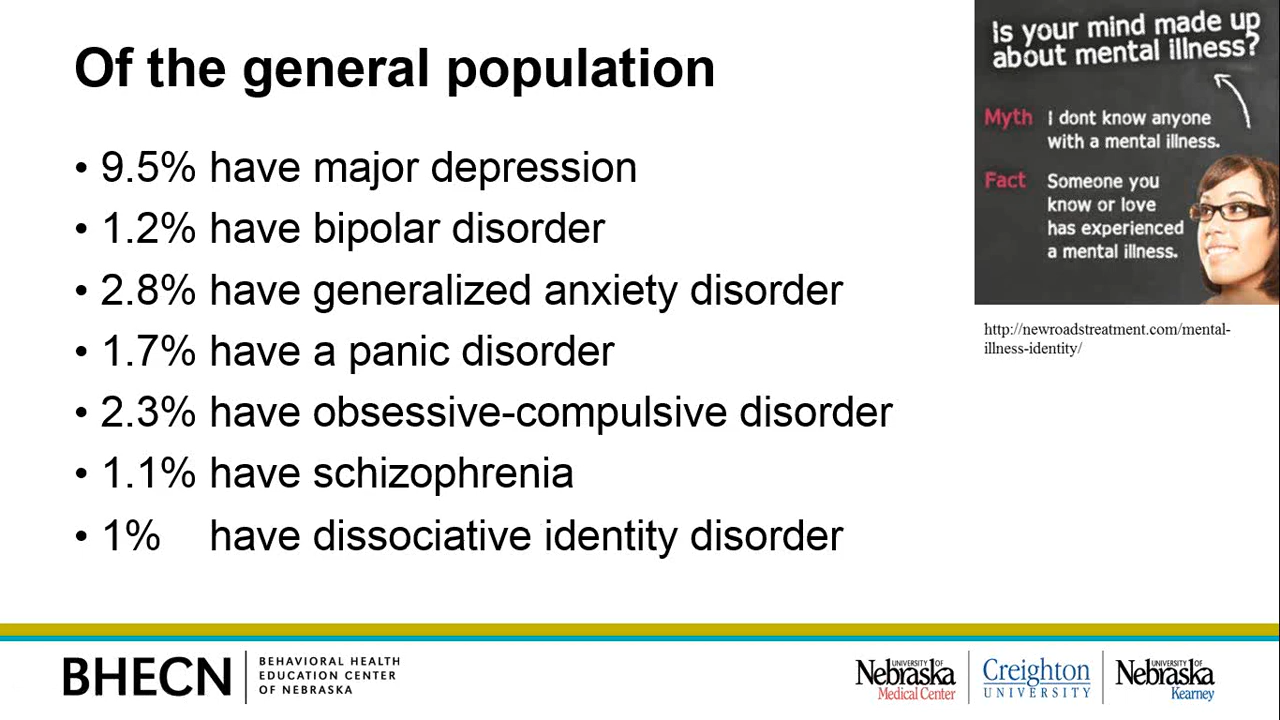 Of the general population
• 9.5% have major depression
• 1.2% have bipolar disorder
• 2.8% have generalized anxiety disorder
• 1.7% have a panic disorder
• 2.3% have obsessive-compulsive disorder
• 1.1% have schizophrenia
• 1% have dissociative identity disorder
Is your mind made up
about mental illness?
Myth I dont know anyone
with a mental illness.
Fact Someone you
know or love
has experienced
a mental illness.
http://newroadstreatment.com/mental-
illness-identity/
BHECN
BEHAVIORAL HEALTH
EDUCATION CENTER
OF NEBRASKA
UNIVERSITY OF
Nebraska
Medical Center
Creighton
UNIVERSITY
UNIVERSITY OF
Nebraska
Kearney